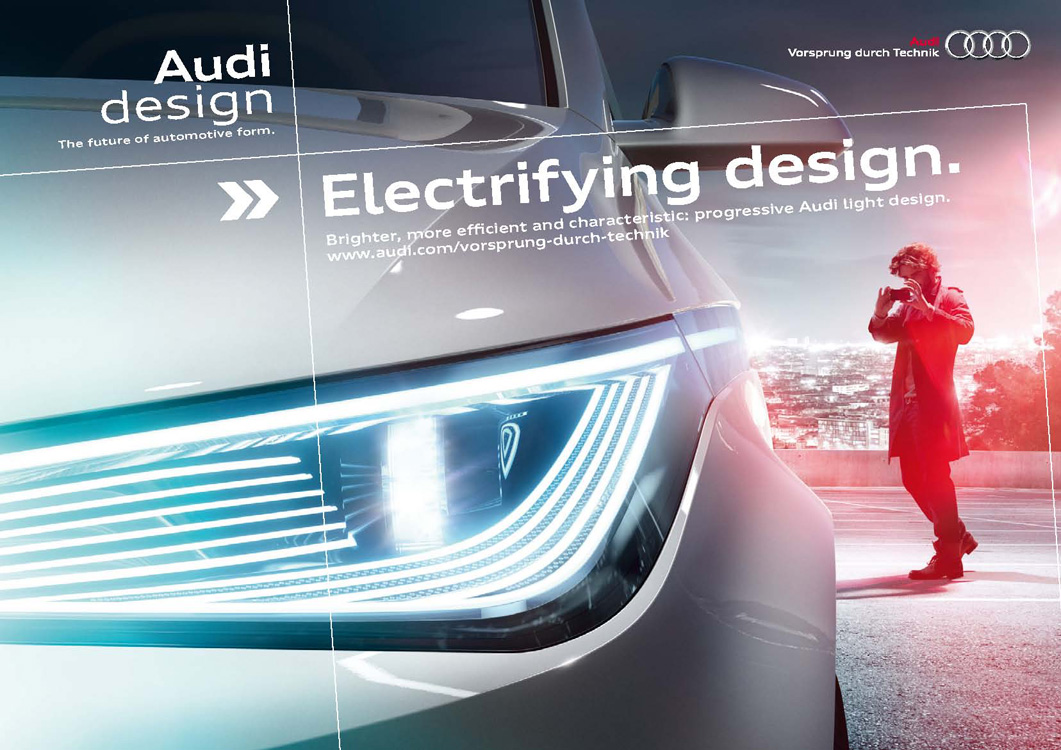 Audi
design
The future of automotive form.
Audi
Vorsprung durch Technik
Electrifying design.
Brighter, more efficient and characteristic: progressive Audi light design.
www.audi.com/vorsprung-durch-technik